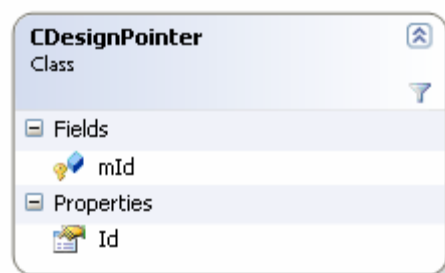 CDesignPointer
Class
Fields
mId
Properties
Id